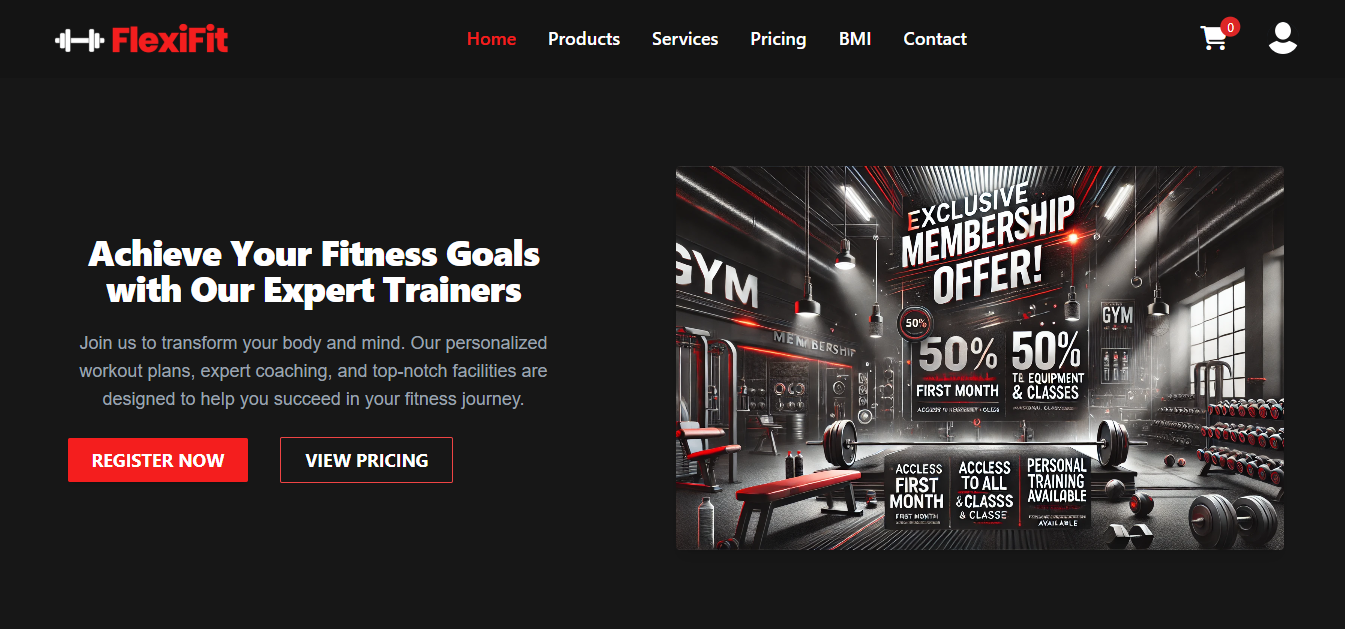 FlexiFit
Home Products Services Pricing BMI Contact
0
Achieve Your Fitness Goals
with Our Expert Trainers
Join us to transform your body and mind. Our personalized
workout plans, expert coaching, and top-notch facilities are
designed to help you succeed in your fitness journey.
REGISTER NOW
VIEW PRICING
EXCLUSIVE
MEMBERSHIP
OFFER!
GYM
MEMBERSHIP
GYM
50%
50%
FIRST MONTH
50%
& CLASSES
ACCLESS
FIRST
MONTH
ACCESS
TO ALL
& CLASSS
& CLASSE
PERSONAL
TRAINING
AVAILABLE
AVAILABLE